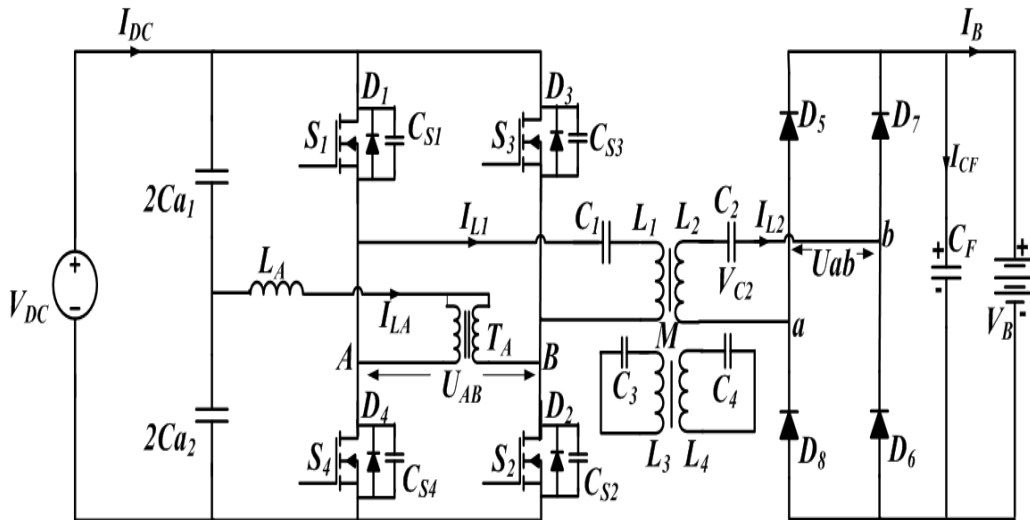 I_DC
I_B
D_1
D_3
S_1
C_S1
S_3
C_S3
D_5
D_7
I_CF
2Ca_1
I_L1
C_1
L_1
L_2
C_2
I_L2
b
V_C2
Uab
C_F
+
-
L_A
V_DC
+
-
I_LA
T_A
A
B
U_AB
M
a
+
-
V_B
C_3
C_4
D_4
D_2
2Ca_2
S_4
C_S4
S_2
C_S2
L_3
L_4
D_8
D_6